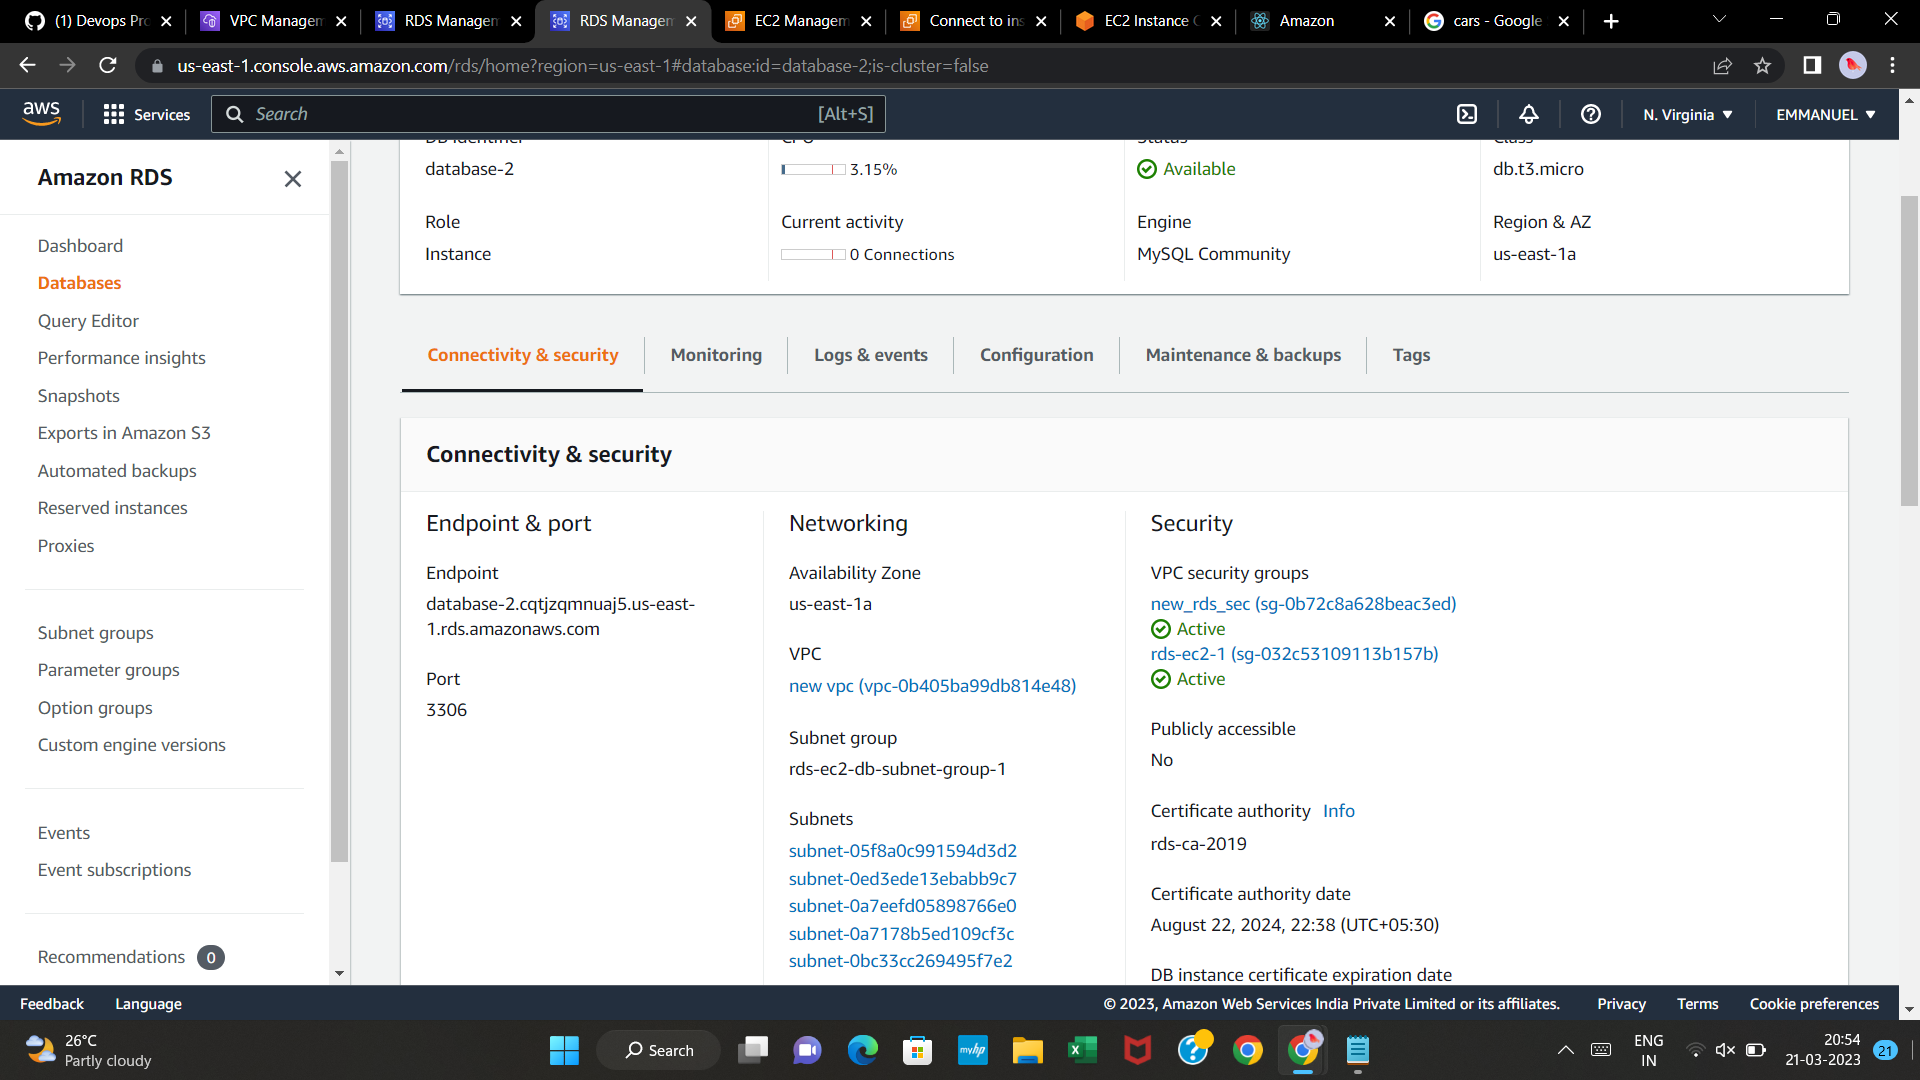 (1) Devops Pro
VPC Managem
RDS Managem
RDS Managem
EC2 Managem
Connect to ins
EC2 Instance C
Amazon
cars - Google
us-east-1.console.aws.amazon.com/rds/home?region=us-east-1#database:id=database-2;is-cluster=false
aws
Services
Search
[Alt+S]
N. Virginia
EMMANUEL
Amazon RDS
Dashboard
Databases
Query Editor
Performance insights
Snapshots
Exports in Amazon S3
Automated backups
Reserved instances
Proxies
Subnet groups
Parameter groups
Option groups
Custom engine versions
Events
Event subscriptions
Recommendations 0
DB identifier
database-2
Role
Instance
CPU
3.15%
Current activity
0 Connections
Status
Available
Engine
MySQL Community
Class
db.t3.micro
Region & AZ
us-east-1a
Connectivity & security
Monitoring
Logs & events
Configuration
Maintenance & backups
Tags
Connectivity & security
Endpoint & port
Endpoint
database-2.cqtjzqmnuaj5.us-east-
1.rds.amazonaws.com
Port
3306
Networking
Availability Zone
us-east-1a
VPC
new vpc (vpc-0b405ba99db814e48)
Subnet group
rds-ec2-db-subnet-group-1
Subnets
subnet-05f8a0c991594d3d2
subnet-0ed3ede13ebabb9c7
subnet-0a7eefd05898766e0
subnet-0a7178b5ed109cf3c
subnet-0bc33cc269495f7e2
Security
VPC security groups
new_rds_sec (sg-0b72c8a628beac3ed)
Active
rds-ec2-1 (sg-032c53109113b157b)
Active
Publicly accessible
No
Certificate authority Info
rds-ca-2019
Certificate authority date
August 22, 2024, 22:38 (UTC+05:30)
DB instance certificate expiration date
Feedback
Language
© 2023, Amazon Web Services India Private Limited or its affiliates.
Privacy
Terms
Cookie preferences
26°C
Partly cloudy
Search
myhp
ENG
IN
20:54
21-03-2023
21